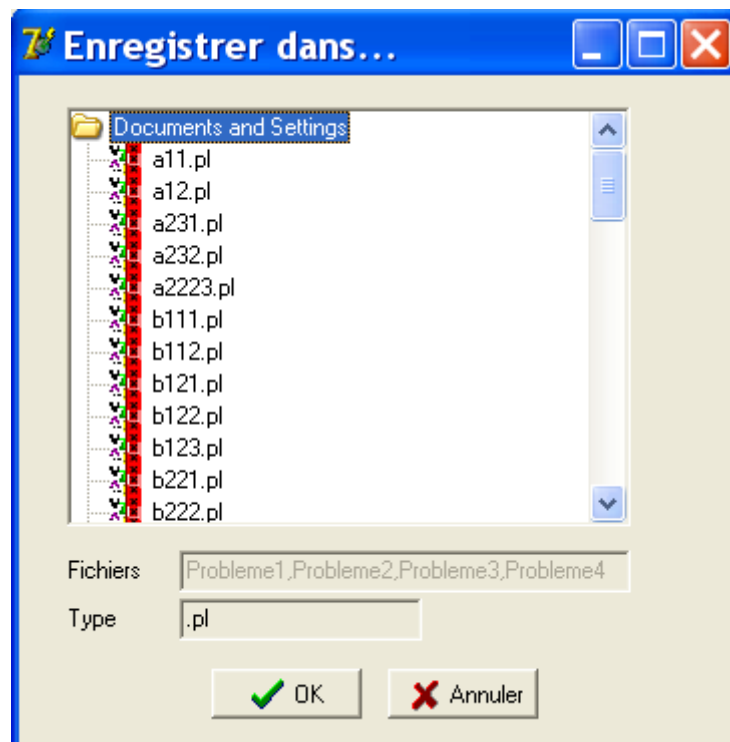 Enregistrer dans...
Documents and Settings
a11.pl
a12.pl
a231.pl
a232.pl
a2223.pl
b111.pl
b112.pl
b121.pl
b122.pl
b123.pl
b221.pl
b222.pl
Fichiers Probleme1,Probleme2,Probleme3,Probleme4
Type .pl
OK Annuler